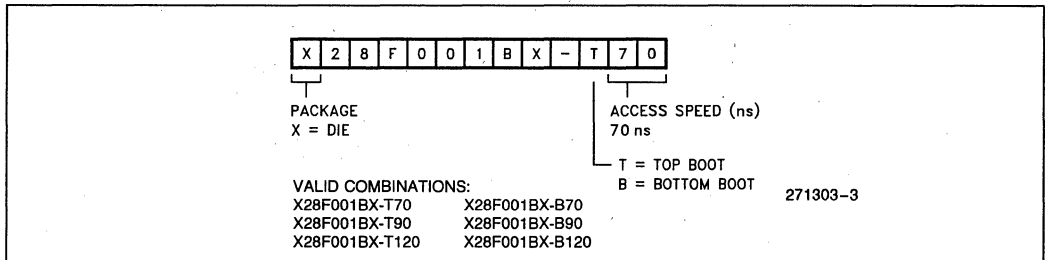 X28F001BX-T70
PACKAGE
X = DIE
ACCESS SPEED (ns)
70 ns
T = TOP BOOT
B = BOTTOM BOOT
VALID COMBINATIONS:
X28F001BX-T70 X28F001BX-B70
X28F001BX-T90 X28F001BX-B90
X28F001BX-T120 X28F001BX-B120
271303-3